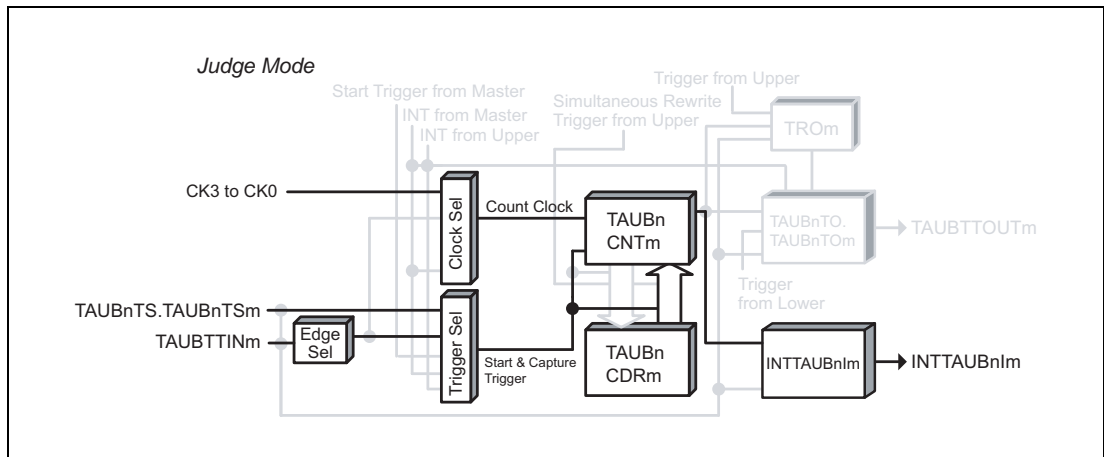 Judge Mode
Trigger from Upper
Start Trigger from Master
Simultaneous Rewrite
Trigger from Upper
INT from Master
INT from Upper
TROm
CK3 to CK0
Clock Sel
Count Clock
TAUBn
CNTm
TAUBnTO.
TAUBnTOm
TAUBTTOUTm
Trigger
from Lower
TAUBnTS.TAUBnTSm
TAUBTTINm
Edge
Sel
Trigger Sel
Start & Capture
Trigger
TAUBn
CDRm
INTTAUBnIm
INTTAUBnIm